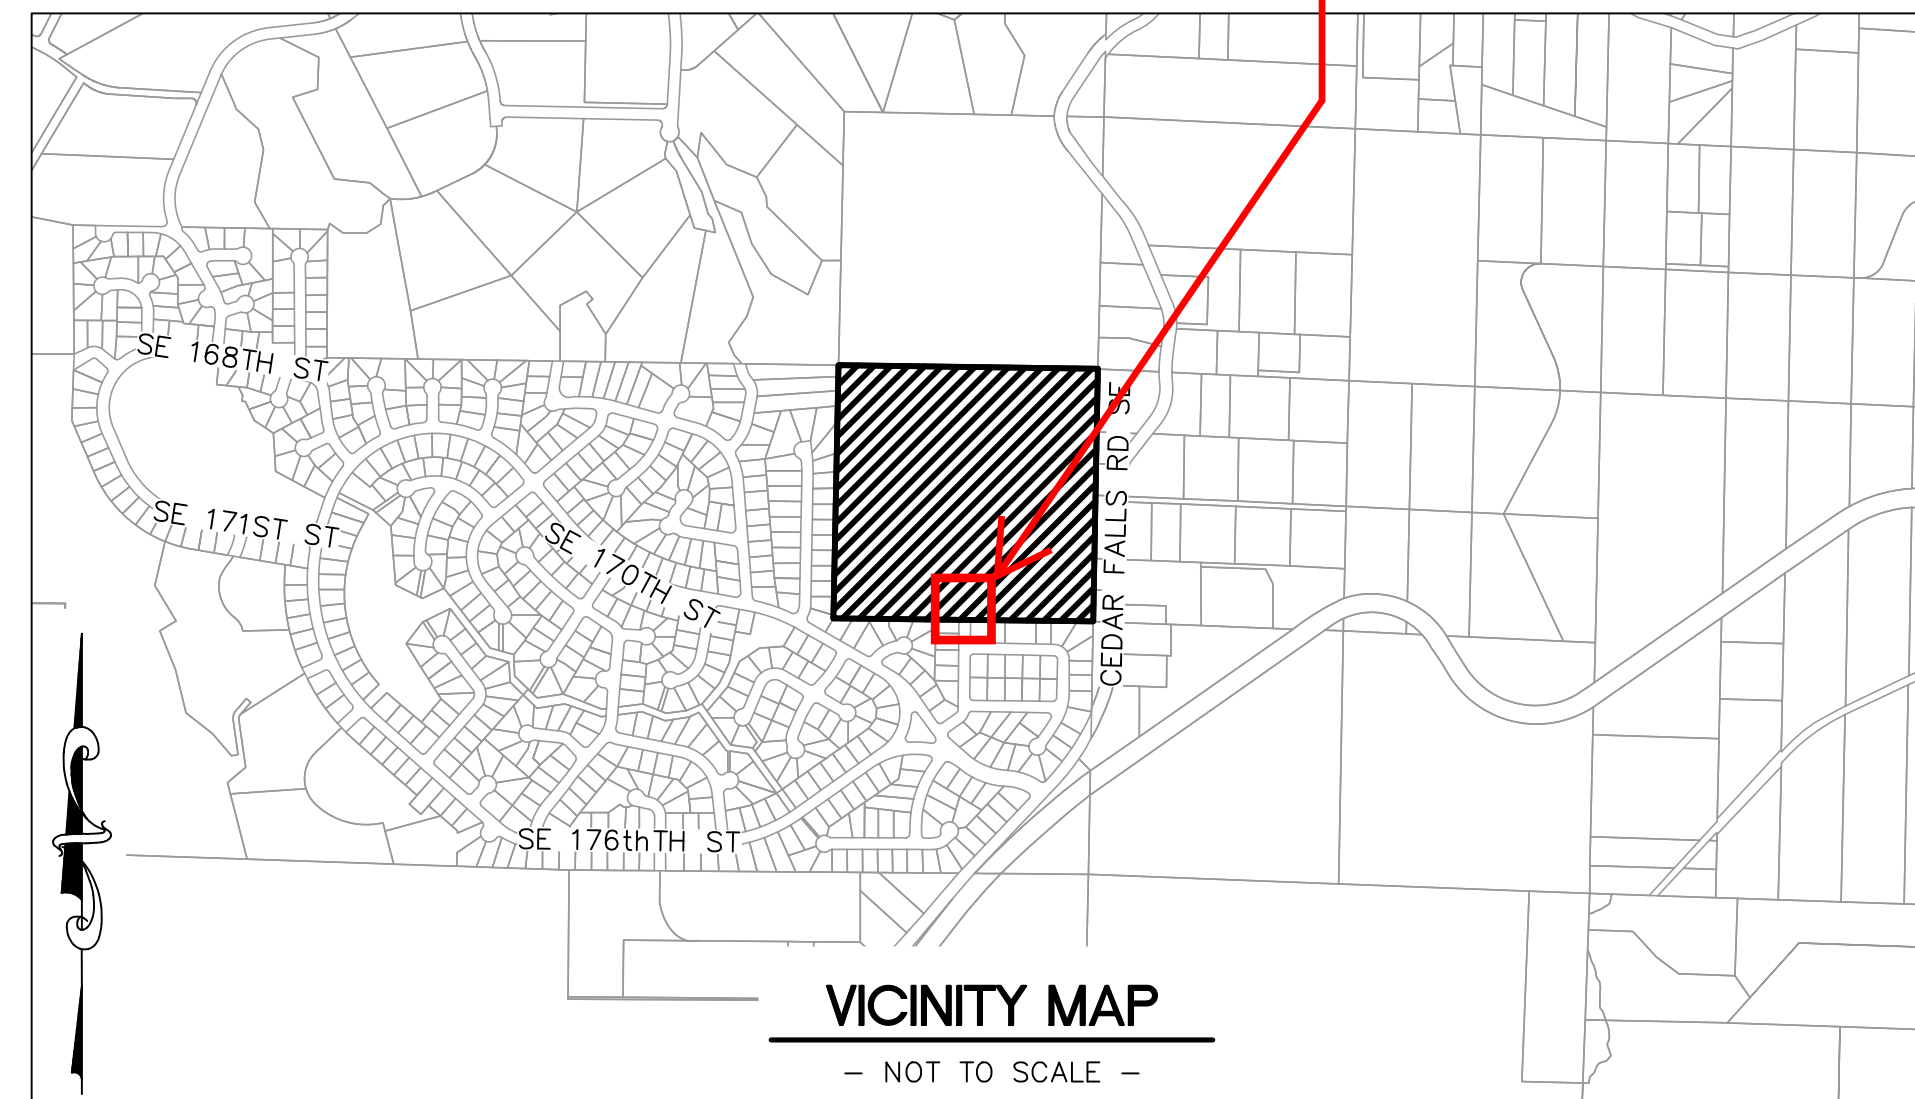 SE 168TH ST
CEDAR FALLS RD SE
SE 171ST ST
SE 170TH ST
SE 176thTH ST
VICINITY MAP
- NOT TO SCALE -